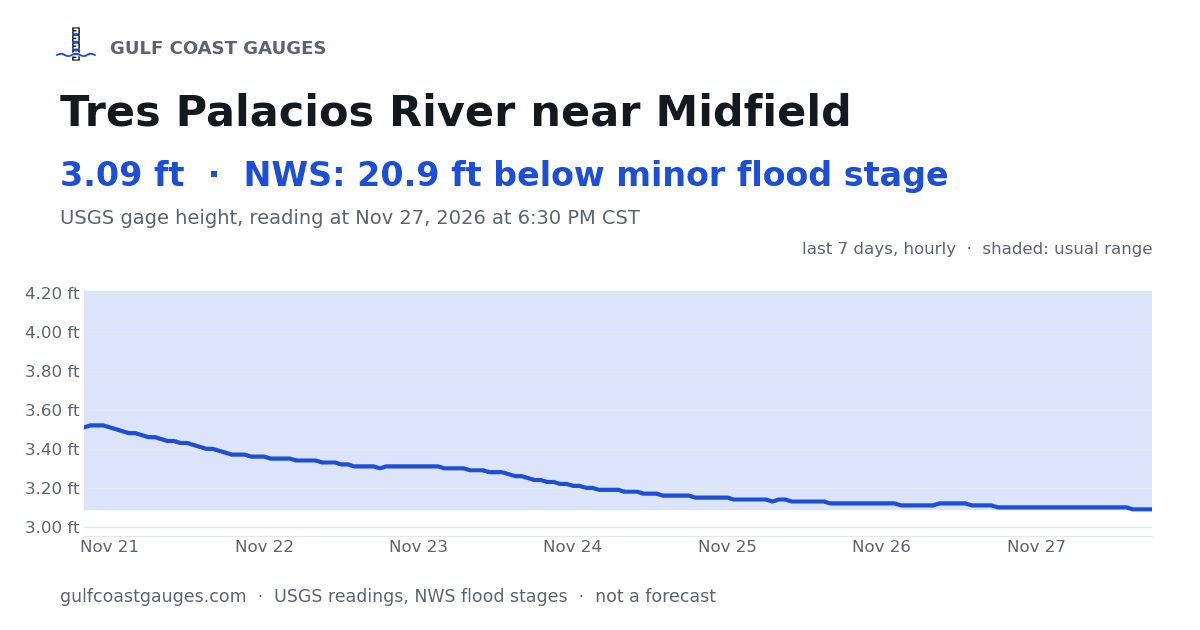 GULF COAST GAUGES
Tres Palacios River near Midfield
3.09 ft · NWS: 20.9 ft below minor flood stage
USGS gage height, reading at Nov 27, 2026 at 6:30 PM CST
last 7 days, hourly · shaded: usual range
4.20 ft
4.00 ft
3.80 ft
3.60 ft
3.40 ft
3.20 ft
3.00 ft
Nov 21 Nov 22 Nov 23 Nov 24 Nov 25 Nov 26 Nov 27
gulfcoastgauges.com · USGS readings, NWS flood stages · not a forecast